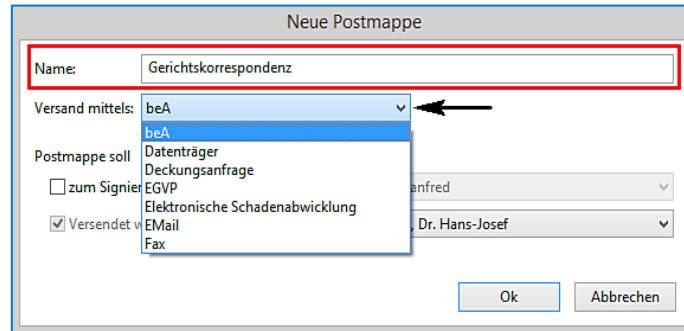 Neue Postmappe
Name: Gerichtskorrespondenz
Versand mittels: beA
beA
Datenträger
Postmappe soll
Deckungsanfrage
zum Signier EGVP anfred
Elektronische Schadenabwicklung
Versendet w EMail , Dr. Hans-Josef
Fax
Ok Abbrechen